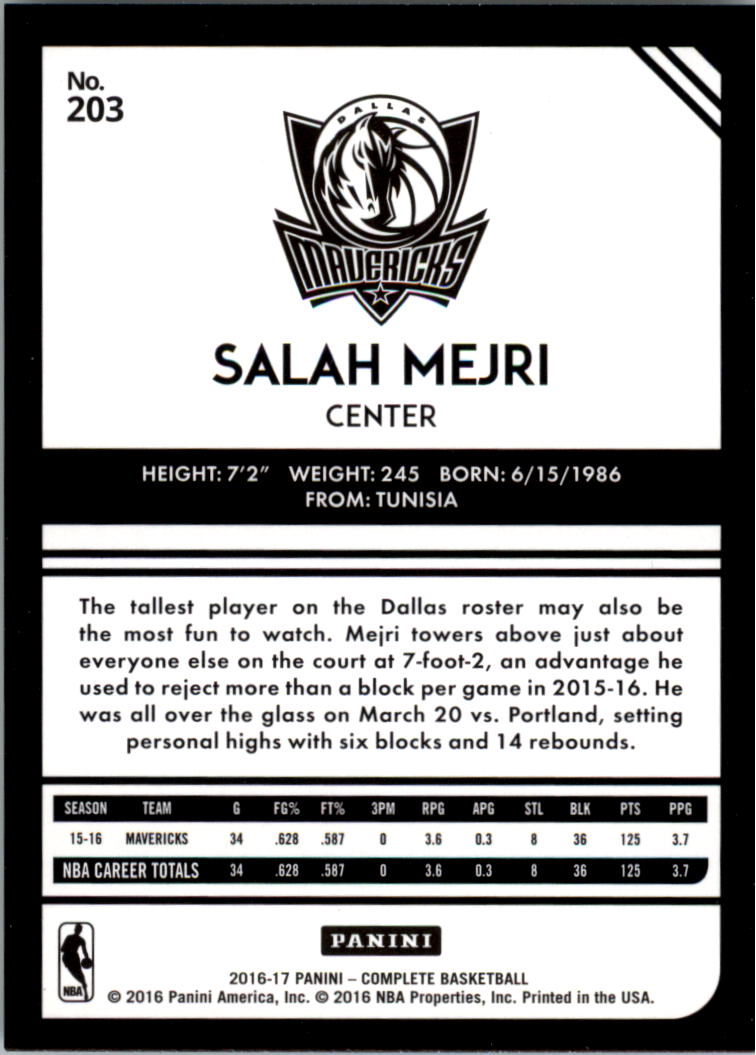 No.
203
DALLAS
MAVERICKS
SALAH MEJRI
CENTER
HEIGHT: 7'2" WEIGHT: 245 BORN: 6/15/1986
FROM: TUNISIA
The tallest player on the Dallas roster may also be
the most fun to watch. Mejri towers above just about
everyone else on the court at 7-foot-2, an advantage he
used to reject more than a block per game in 2015-16. He
was all over the glass on March 20 vs. Portland, setting
personal highs with six blocks and 14 rebounds.
SEASON TEAM G FG% FT% 3PM RPG APG STL BLK PTS PPG
15-16 MAVERICKS 34 .628 .587 0 3.6 0.3 8 36 125 3.7
NBA CAREER TOTALS 34 .628 .587 0 3.6 0.3 8 36 125 3.7
PANINI
NBA
2016-17 PANINI – COMPLETE BASKETBALL
© 2016 Panini America, Inc. © 2016 NBA Properties, Inc. Printed in the USA.